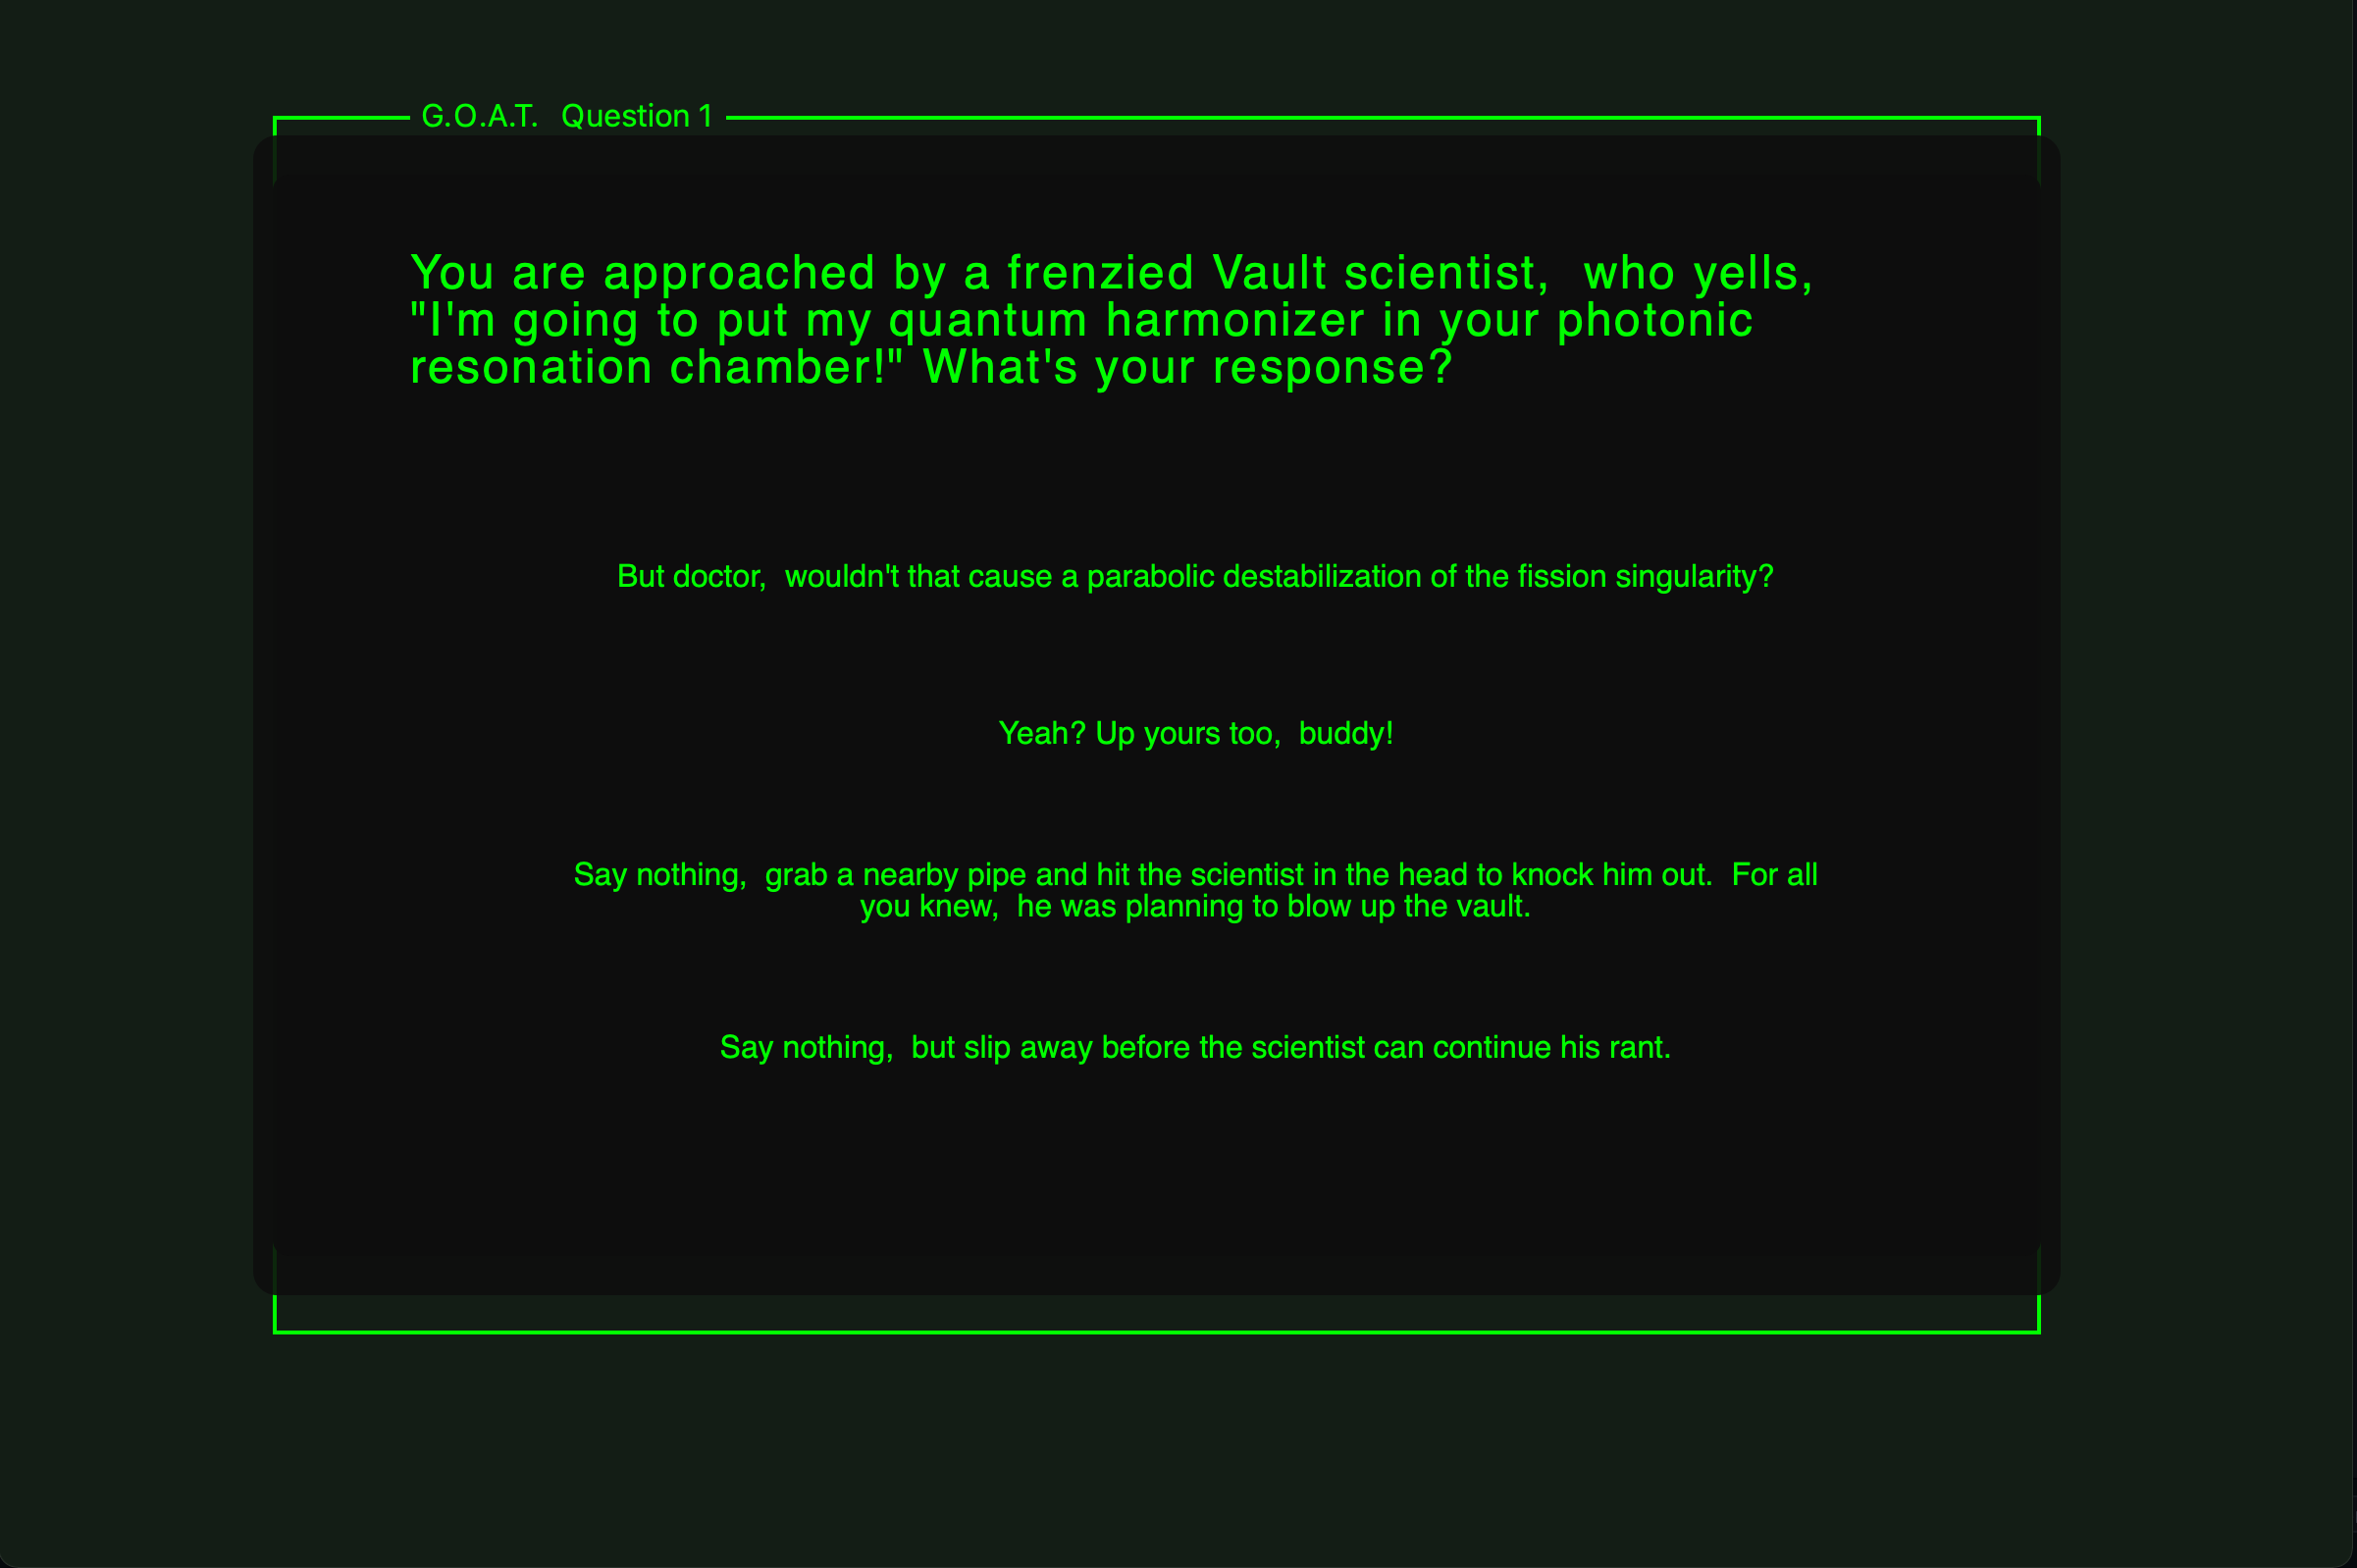 G.O.A.T. Question 1
You are approached by a frenzied Vault scientist, who yells,
"I'm going to put my quantum harmonizer in your photonic
resonation chamber!" What's your response?
But doctor, wouldn't that cause a parabolic destabilization of the fission singularity?
Yeah? Up yours too, buddy!
Say nothing, grab a nearby pipe and hit the scientist in the head to knock him out. For all
you knew, he was planning to blow up the vault.
Say nothing, but slip away before the scientist can continue his rant.